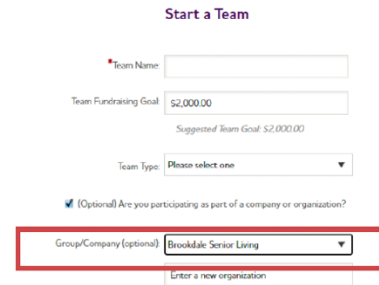 Start a Team
*Team Name:
Team Fundraising Goal: $2,000.00
Suggested Team Goal: $2,000.00
Team Type: Please select one
(Optional) Are you participating as part of a company or organization?
Group/Company (optional): Brookdale Senior Living
Enter a new organization